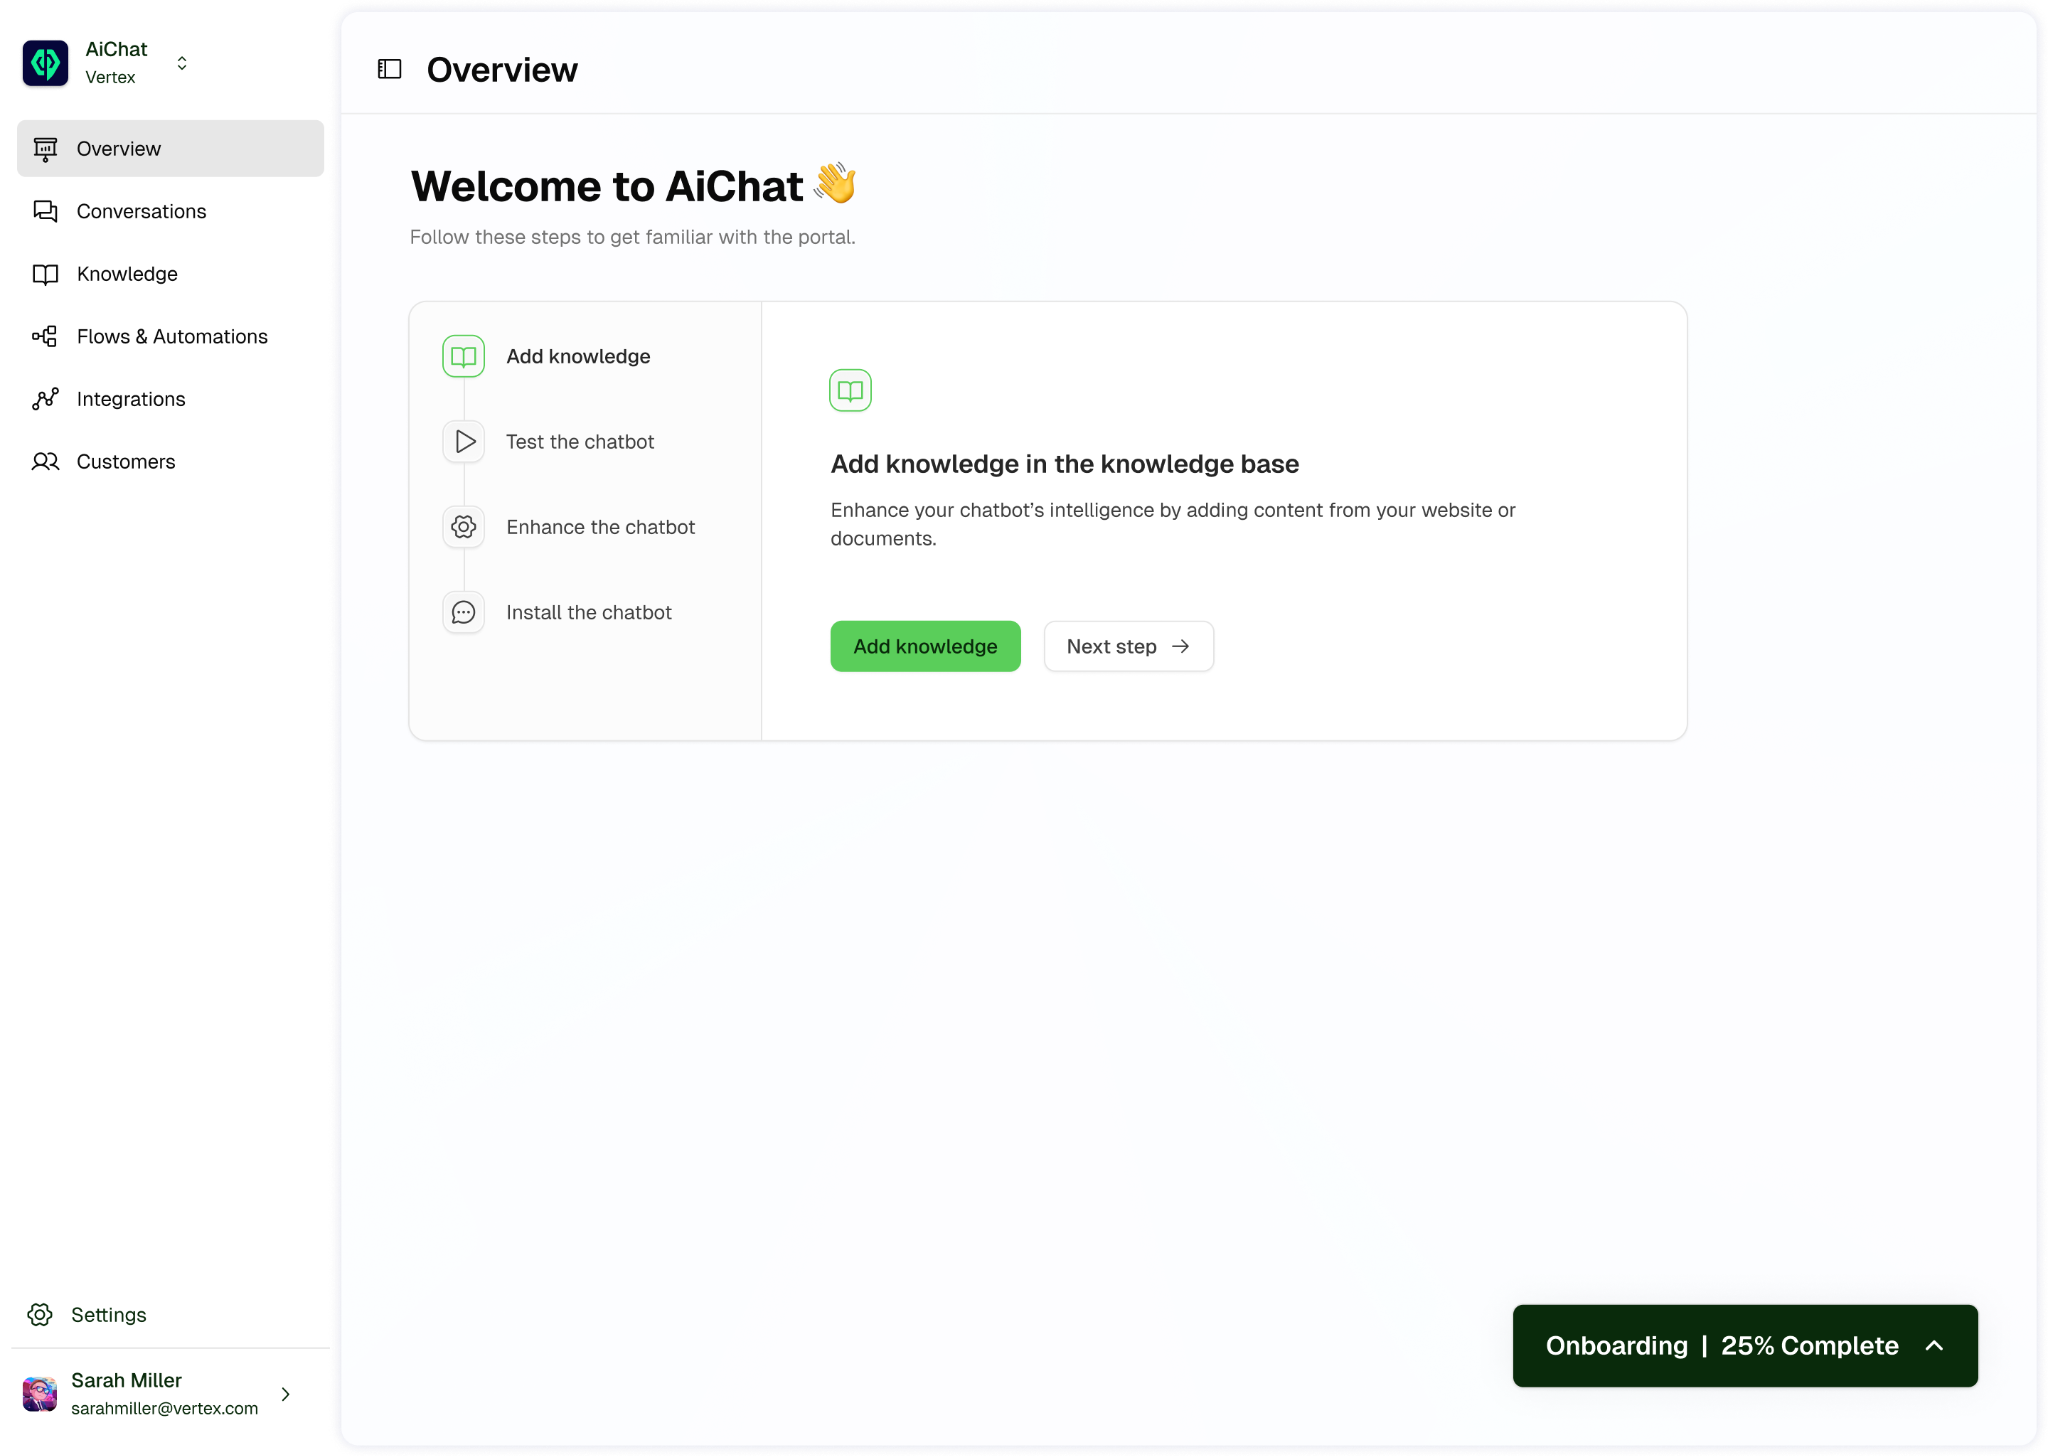 AiChat
Vertex
Overview
Conversations
Knowledge
Flows & Automations
Integrations
Customers
Settings
Sarah Miller
sarahmiller@vertex.com
Overview
Welcome to AiChat 👋
Follow these steps to get familiar with the portal.
Add knowledge
Test the chatbot
Enhance the chatbot
Install the chatbot
Add knowledge in the knowledge base
Enhance your chatbot’s intelligence by adding content from your website or
documents.
Add knowledge
Next step →
Onboarding | 25% Complete